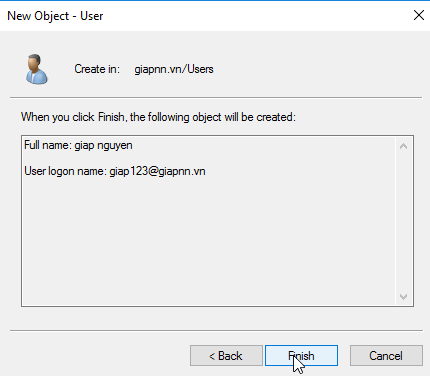 New Object - User
Create in: giapnn.vn/Users
When you click Finish, the following object will be created:
Full name: giap nguyen
User logon name: giap123@giapnn.vn
< Back Finish Cancel